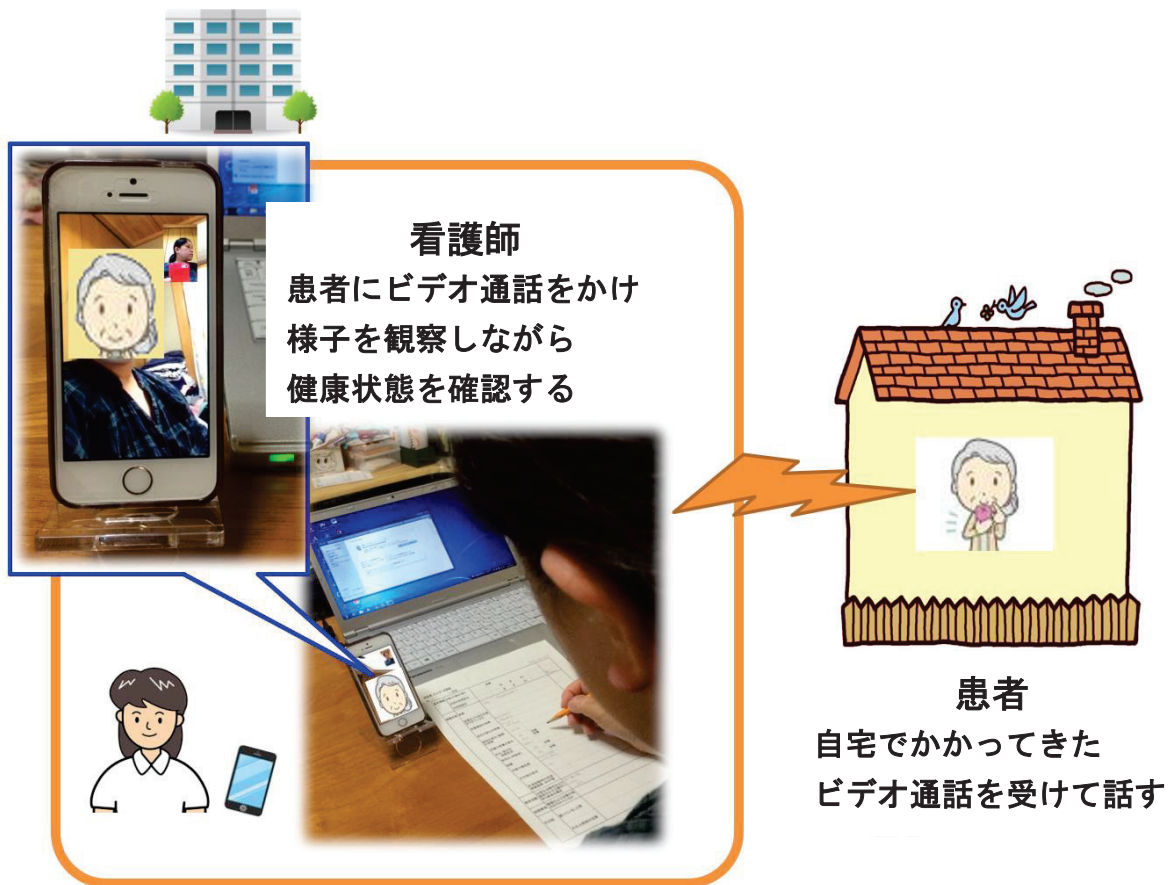 看護師
患者にビデオ通話をかけ
様子を観察しながら
健康状態を確認する
患者
自宅でかかってきた
ビデオ通話を受けて話す